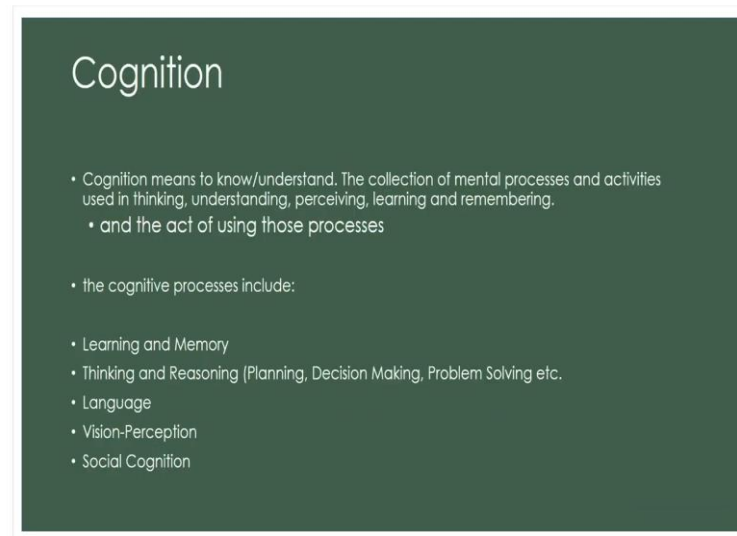 Cognition
• Cognition means to know/understand. The collection of mental processes and activities
used in thinking, understanding, perceiving, learning and remembering.
• and the act of using those processes
• the cognitive processes include:
• Learning and Memory
• Thinking and Reasoning (Planning, Decision Making, Problem Solving etc.
• Language
• Vision-Perception
• Social Cognition